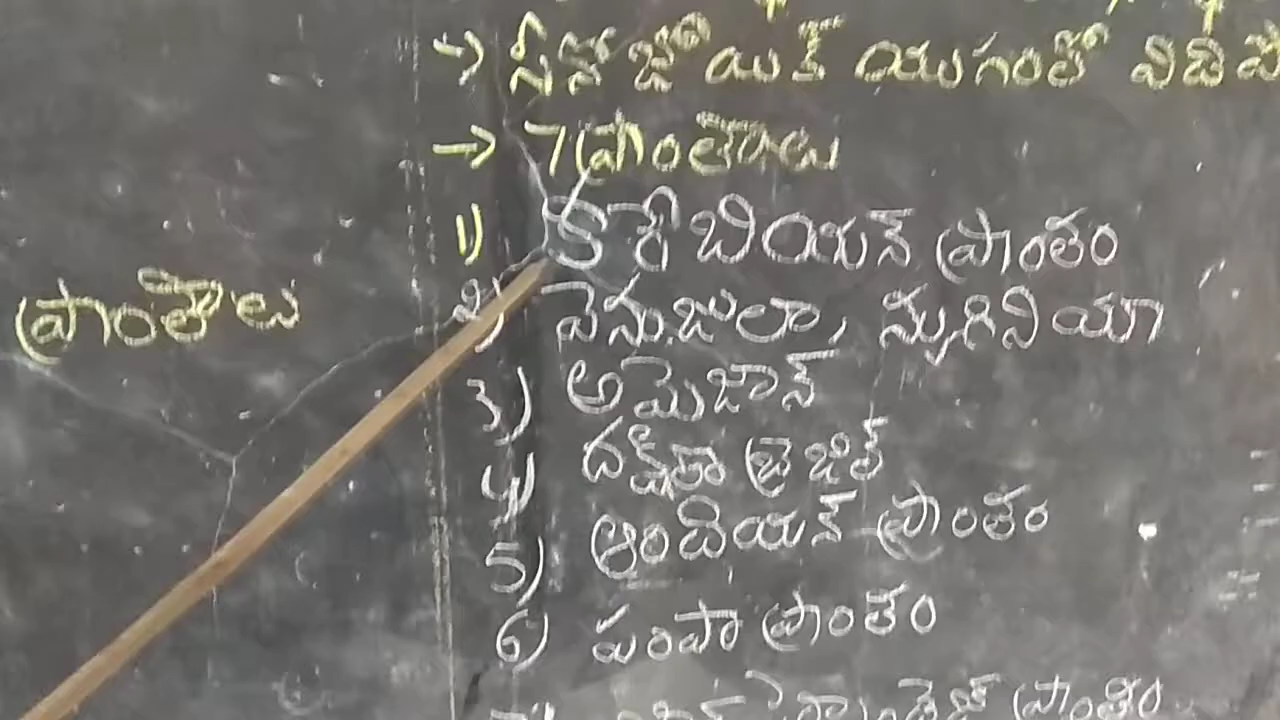 → సీనోజోయిక్ యుగంతో విడిపో
→ 7 ప్రాంతాలు
1) కరేబియన్ ప్రాంతం
ప్రాంతాలు
2) వెనుజులా, న్యుగినియా
3) అమెజాన్
4) దక్షిణ బ్రెజిల్
5) ఆండియన్ ప్రాంతం
6) పంపా ప్రాంతం
ప్రాంతం